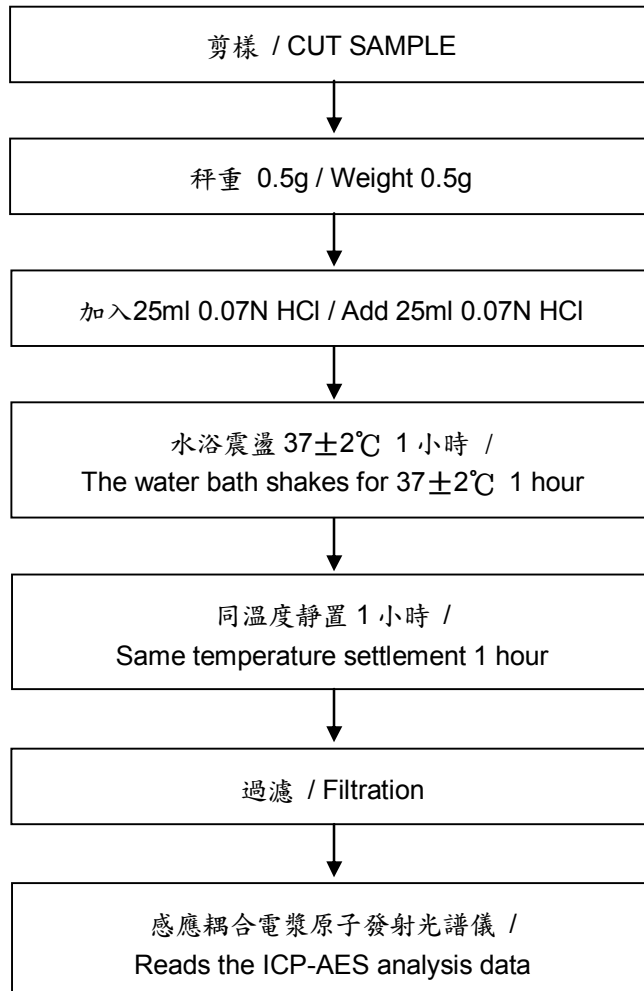 剪樣 / CUT SAMPLE
秤重 0.5g / Weight 0.5g
加入25ml 0.07N HCl / Add 25ml 0.07N HCl
水浴震盪 37±2℃ 1 小時 /
The water bath shakes for 37±2℃ 1 hour
同溫度靜置 1 小時 /
Same temperature settlement 1 hour
過濾 / Filtration
感應耦合電漿原子發射光譜儀 /
Reads the ICP-AES analysis data